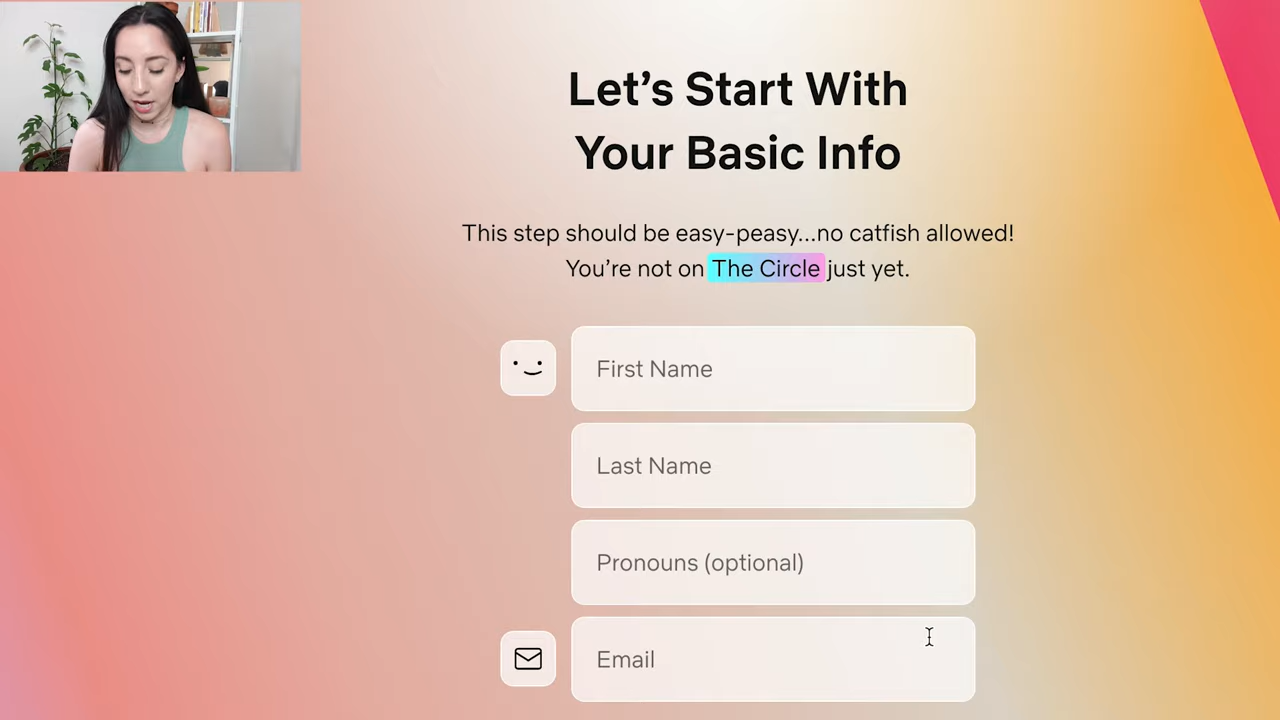 Let’s Start With
Your Basic Info
This step should be easy-peasy...no catfish allowed!
You’re not on The Circle just yet.
First Name
Last Name
Pronouns (optional)
Email